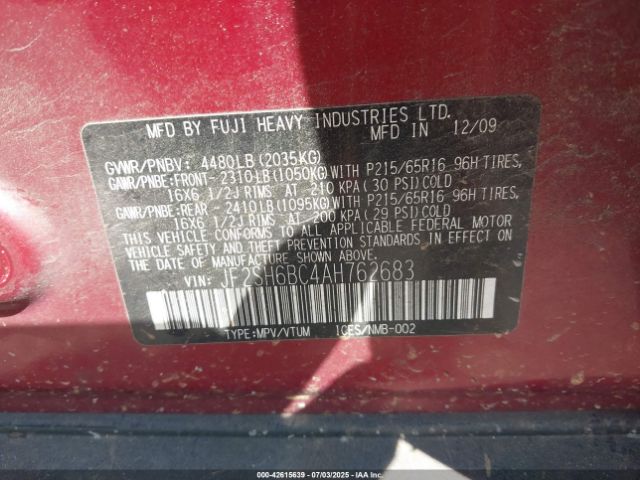 MFD BY FUJI HEAVY INDUSTRIES LTD.
MFD IN 12/09
GVWR/PNBV: 4480LB(2035KG)
GAWR/PNBE:FRONT- 2310LB(1050KG)WITH P215/65R16 96H TIRES,
16X6 1/2J RIMS AT 210 KPA (30 PSI)COLD
GAWR/PNBE:REAR - 2410LB(1095KG)WITH P215/65R16 96H TIRES,
16X6 1/2J RIMS AT 200 KPA (29 PSI)COLD
THIS VEHICLE CONFORMS TO ALL APPLICABLE FEDERAL MOTOR
VEHICLE SAFETY AND THEFT PREVENTION STANDARDS
IN EFFECT ON THE DATE OF MANUFACTURE SHOWN ABOVE.
VIN: JF2SH6BC4AH762683
TYPE:MPV/VTUM 1CES/NMB-002
000-42615639 | 07/03/2025 | IAAI.COM